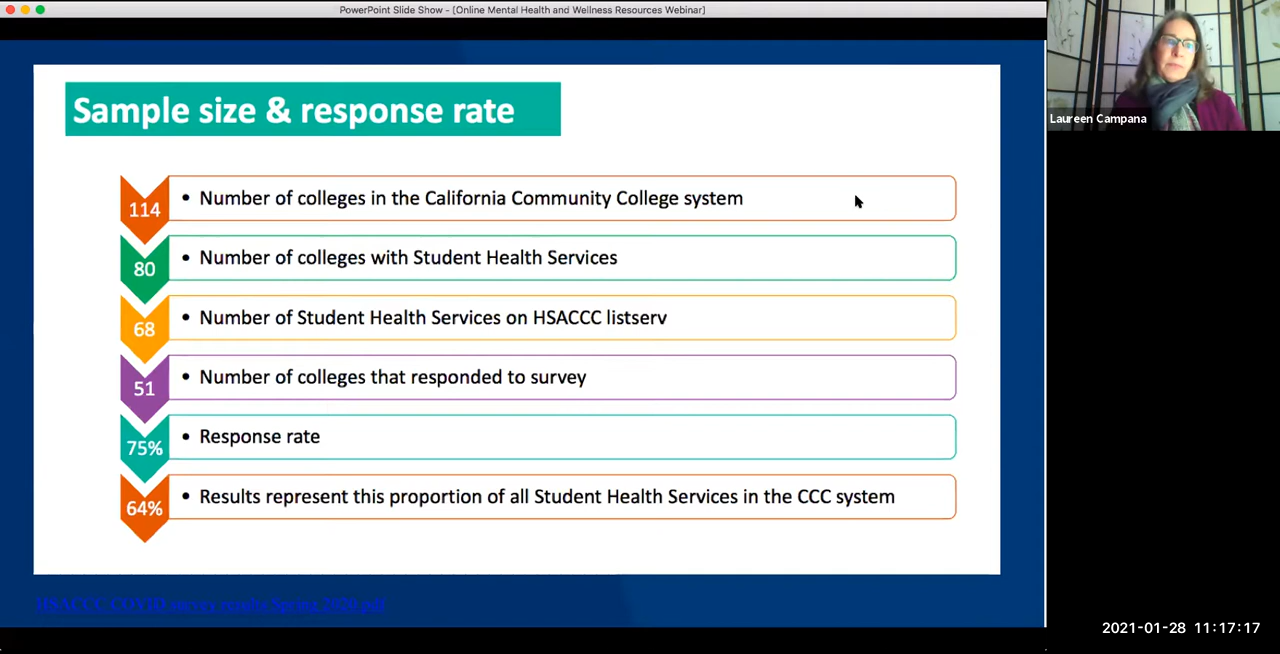 PowerPoint Slide Show - [Online Mental Health and Wellness Resources Webinar]
Laureen Campana
Sample size & response rate
114
• Number of colleges in the California Community College system
80
• Number of colleges with Student Health Services
68
• Number of Student Health Services on HSACCC listserv
51
• Number of colleges that responded to survey
75%
• Response rate
64%
• Results represent this proportion of all Student Health Services in the CCC system
HSACCC COVID survey results Spring 2020.pdf
2021-01-28 11:17:17